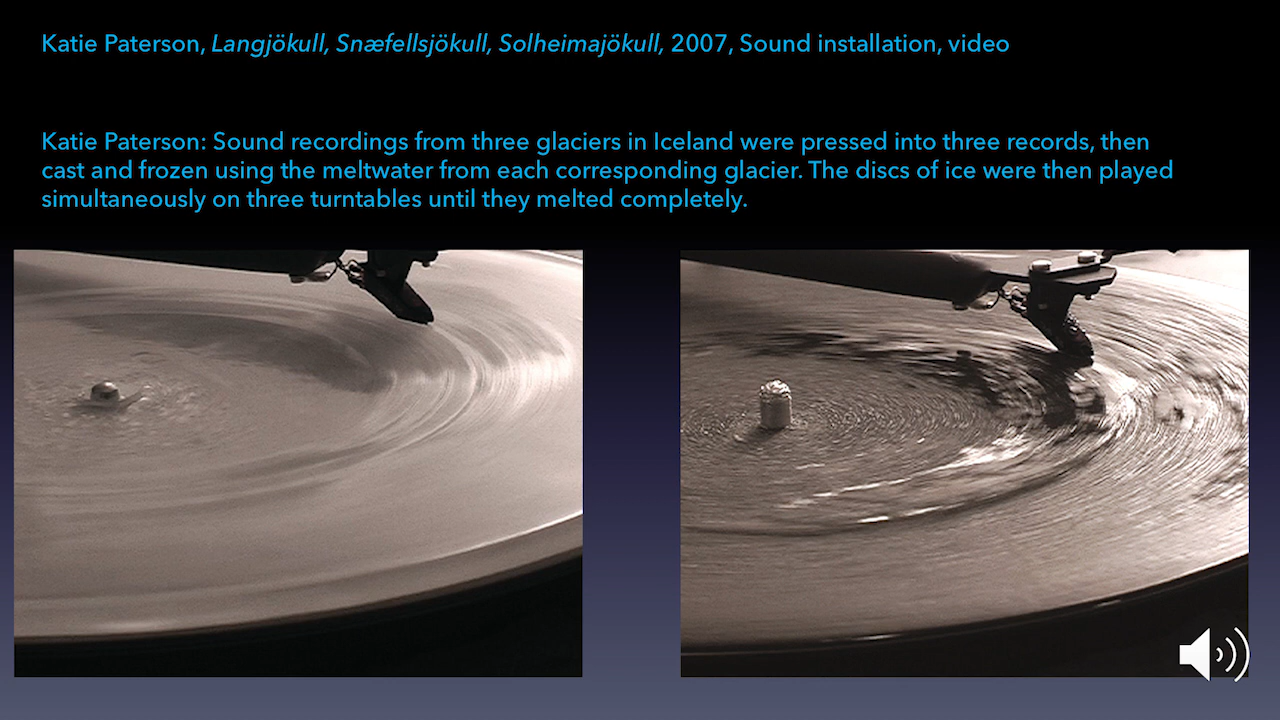 Katie Paterson, Langjökull, Snæfellsjökull, Solheimajökull, 2007, Sound installation, video
Katie Paterson: Sound recordings from three glaciers in Iceland were pressed into three records, then
cast and frozen using the meltwater from each corresponding glacier. The discs of ice were then played
simultaneously on three turntables until they melted completely.